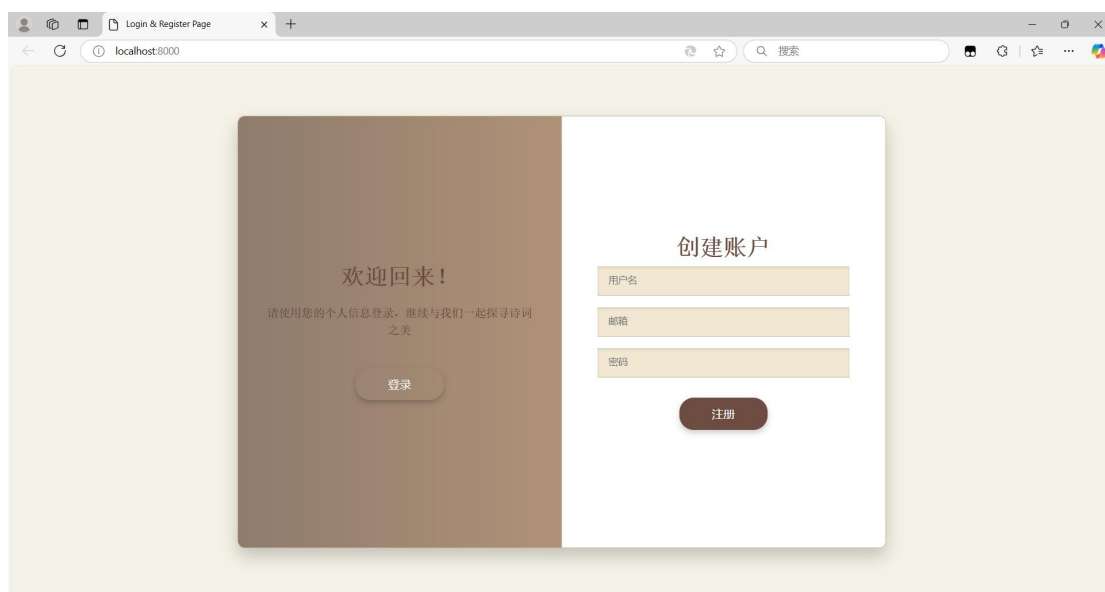 Login & Register Page
localhost:8000
搜索
欢迎回来！
请使用您的个人信息登录，继续与我们一起探寻诗词
之美
登录
创建账户
用户名
邮箱
密码
注册